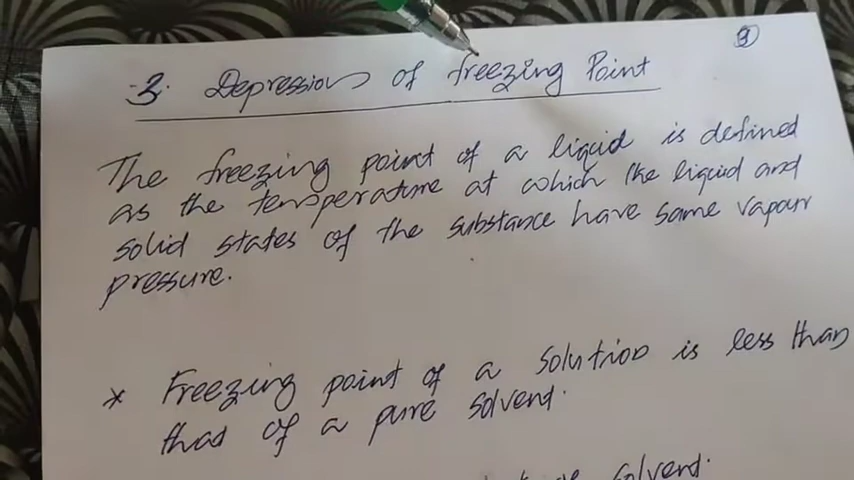 9
3. Depression of freezing Point
The freezing point of a liquid is defined
as the temperature at which the liquid and
solid states of the substance have same vapour
pressure.
* Freezing point of a solution is less than
that of a pure solvent.
solvent.